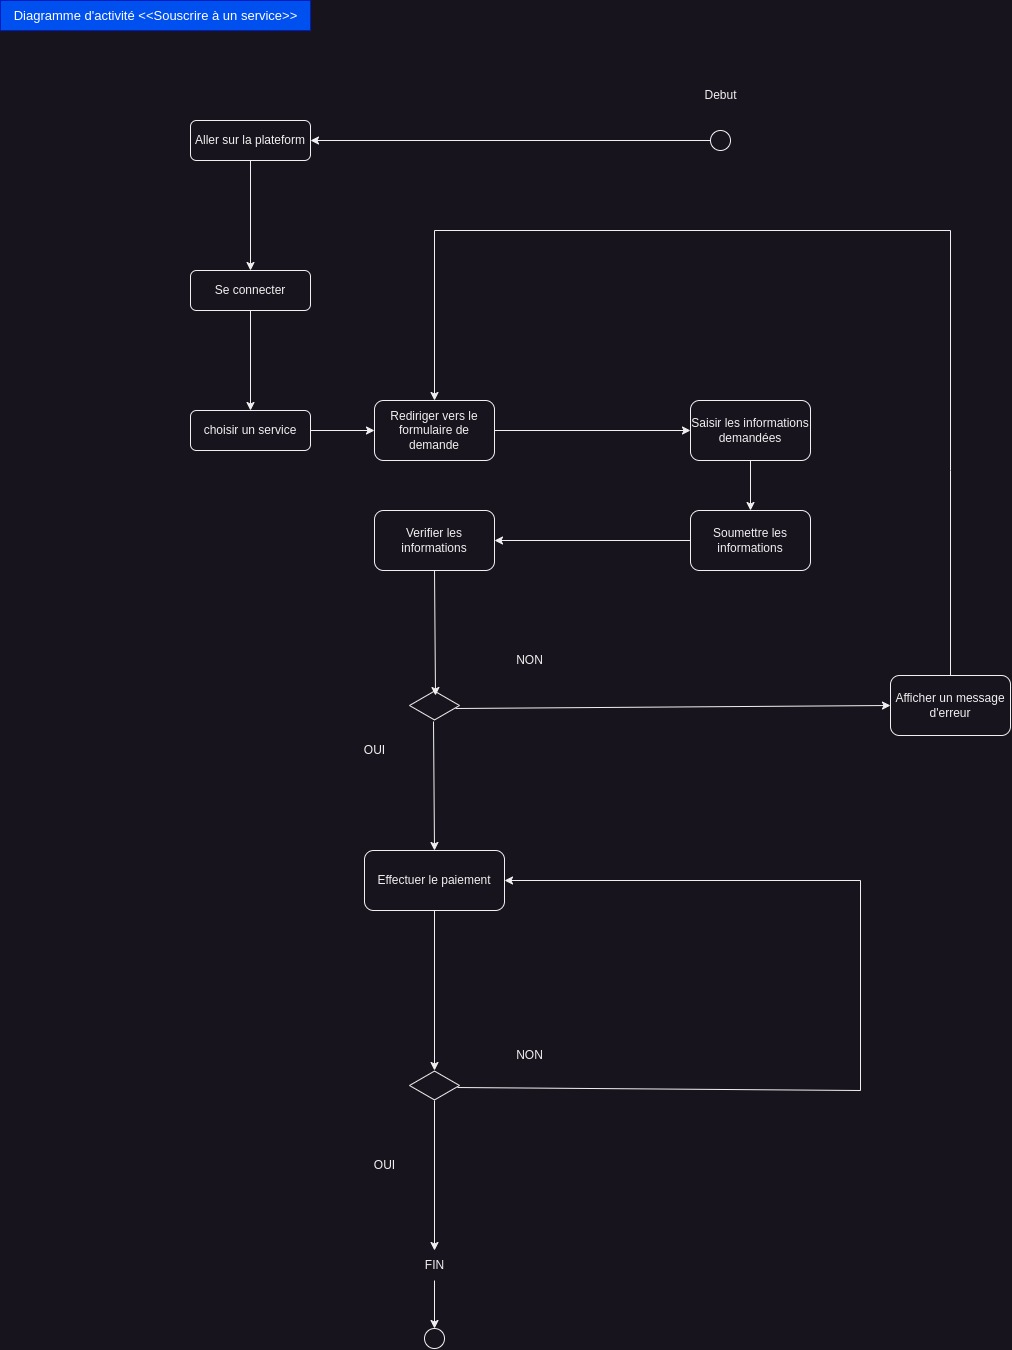 Diagramme d'activité <<Souscrire à un service>>
Debut
Aller sur la plateform
Se connecter
choisir un service
Rediriger vers le
formulaire de
demande
Saisir les informations
demandées
Verifier les
informations
Soumettre les
informations
NON
Afficher un message
d'erreur
OUI
Effectuer le paiement
NON
OUI
FIN